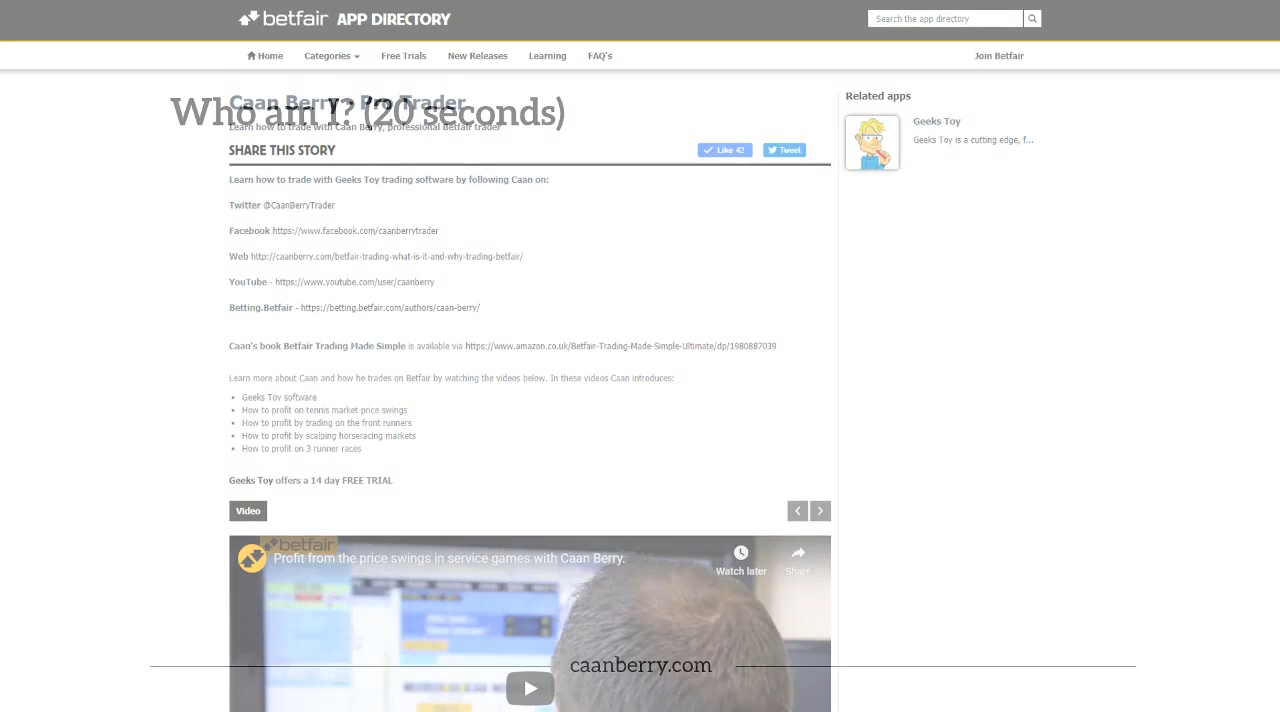 betfair APP DIRECTORY
Search the app directory
Home Categories Free Trials New Releases Learning FAQ's Join Betfair
Caan Berry - Pro Trader
Who am I? (20 seconds)
Learn how to trade with Caan Berry, professional Betfair trader
SHARE THIS STORY
Like 42 Tweet
Learn how to trade with Geeks Toy trading software by following Caan on:
Twitter @CaanBerryTrader
Facebook https://www.facebook.com/caanberrytrader
Web http://caanberry.com/betfair-trading-what-is-it-and-why-trading-betfair/
YouTube - https://www.youtube.com/user/caanberry
Betting.Betfair - https://betting.betfair.com/authors/caan-berry/
Caan's book Betfair Trading Made Simple is available via https://www.amazon.co.uk/Betfair-Trading-Made-Simple-Ultimate/dp/1980887039
Learn more about Caan and how he trades on Betfair by watching the videos below. In these videos Caan introduces:
Geeks Toy software
How to profit on tennis market price swings
How to profit by trading on the front runners
How to profit by scalping horseracing markets
How to profit on 3 runner races
Geeks Toy offers a 14 day FREE TRIAL
Video
betfair
Profit from the price swings in service games with Caan Berry.
Watch later Share
caanberry.com
Related apps
Geeks Toy
Geeks Toy is a cutting edge, f...